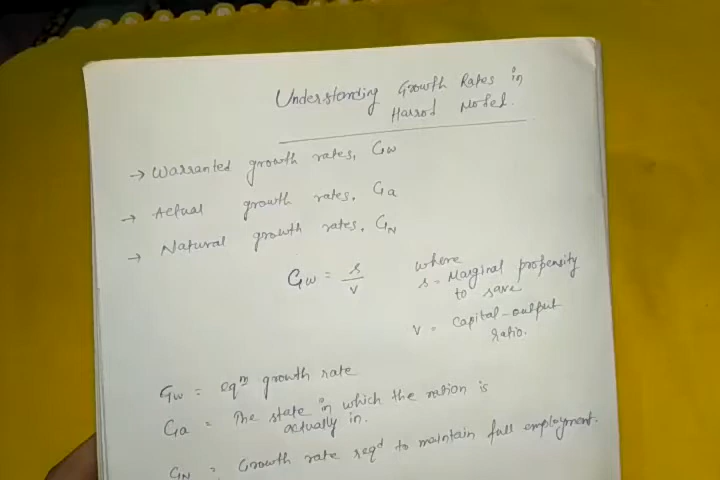 Understanding Growth Rates in
Harrod Model.
→ Warranted growth rates, Gw
→ Actual growth rates, Ga
→ Natural growth rates, GN
Gw = s/v
where
s = Marginal propensity
to save
v = Capital-output
ratio.
Gw = eqm growth rate
Ga = The state in which the nation is
actually in.
GN = Growth rate reqd to maintain full employment.